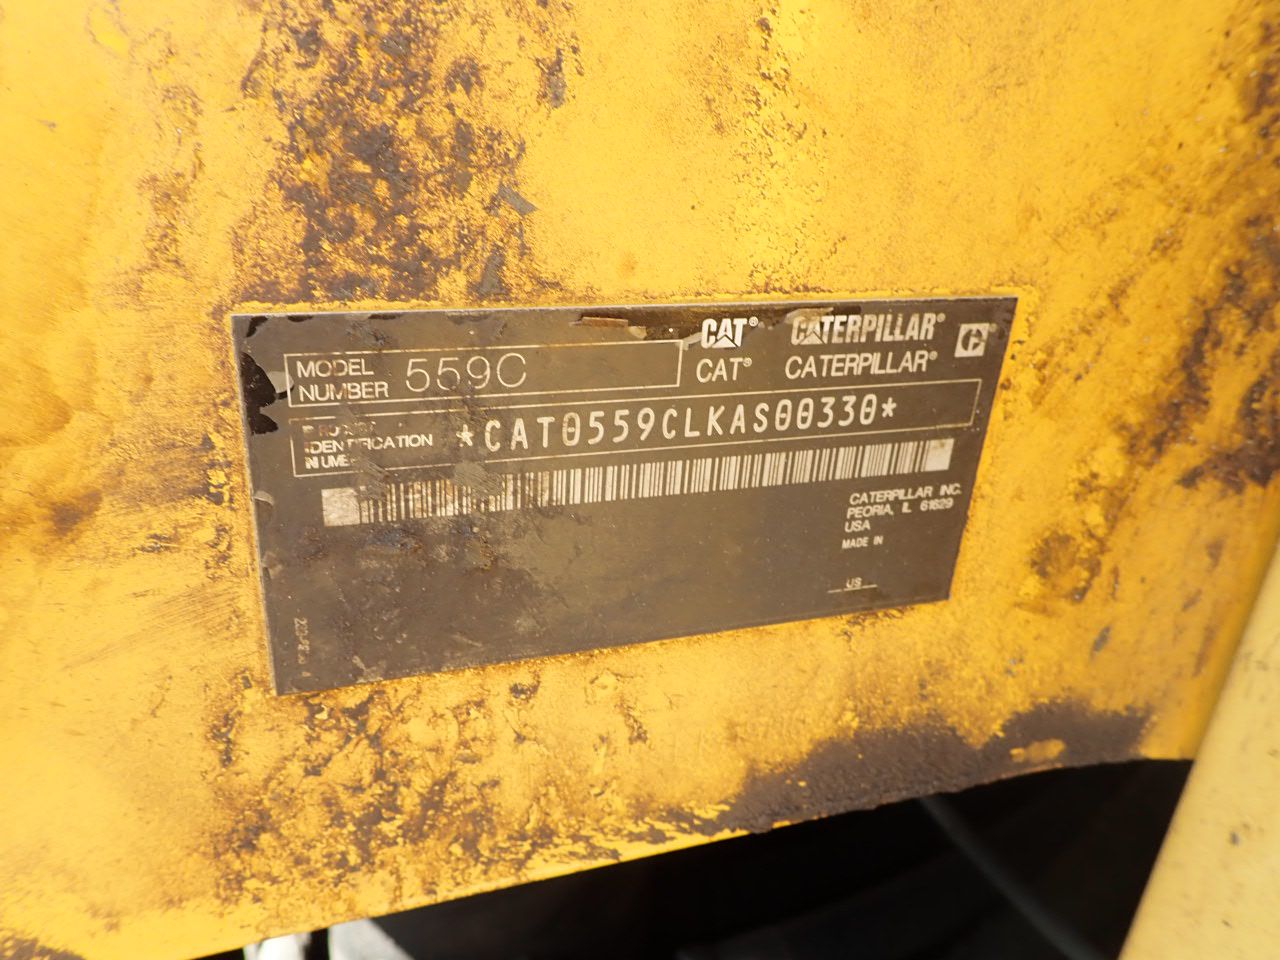 CAT® CATERPILLAR®
CAT® CATERPILLAR®
MODEL
NUMBER 559C
IDENTIFICATION
*CAT0559CLKAS00330*
CATERPILLAR INC.
PEORIA, IL 61629
USA
MADE IN
US